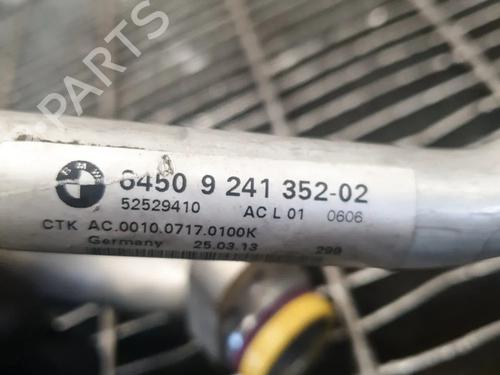 BMW
6450 9 241 352-02
52529410 AC L 01 0606
CTK AC.0010.0717.0100K
Germany 25.03.13 299
PARTS